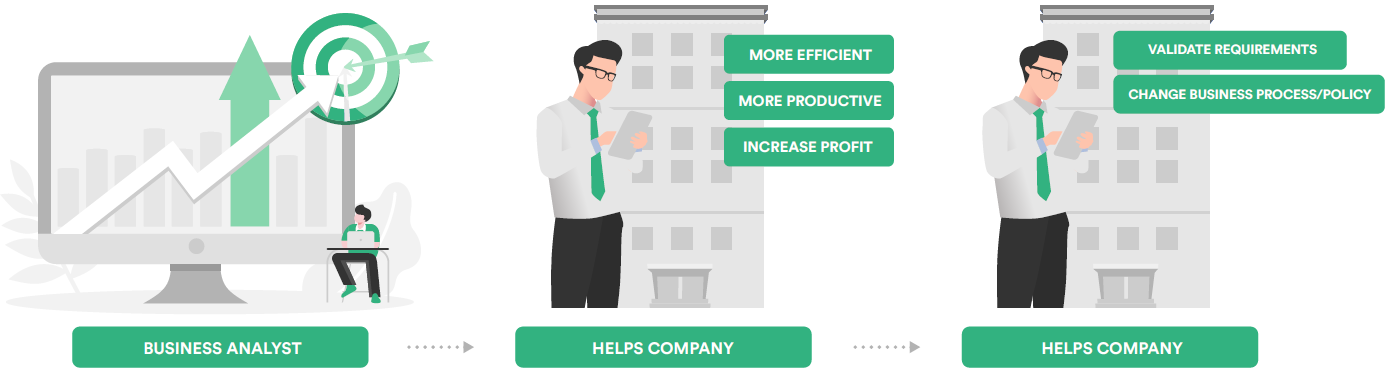 MORE EFFICIENT
MORE PRODUCTIVE
INCREASE PROFIT
VALIDATE REQUIREMENTS
CHANGE BUSINESS PROCESS/POLICY
BUSINESS ANALYST
HELPS COMPANY
HELPS COMPANY